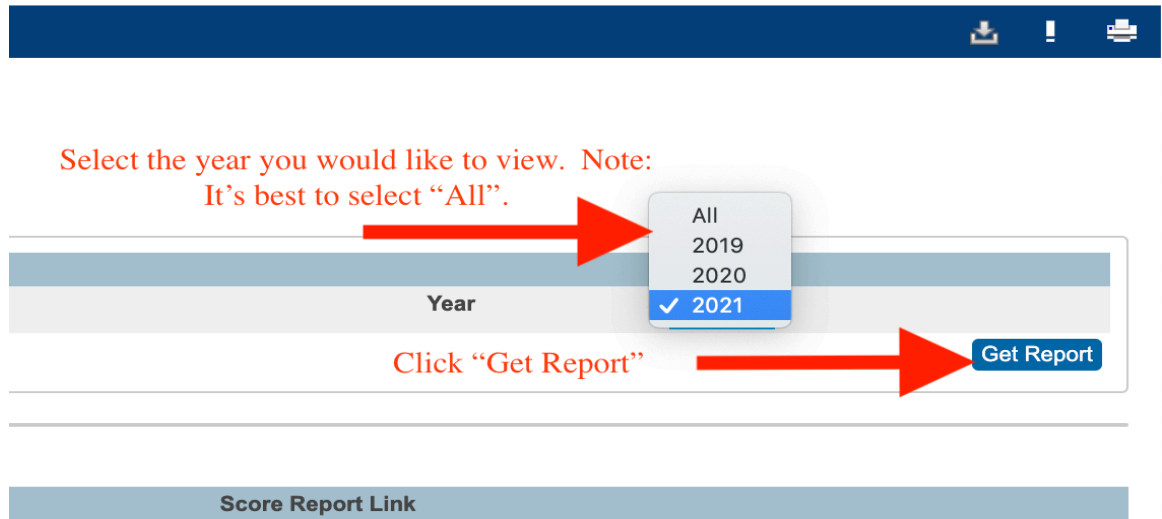 Select the year you would like to view.  Note:
It’s best to select “All”.
All
2019
2020
Year
✓ 2021
Click “Get Report”
Get Report
Score Report Link